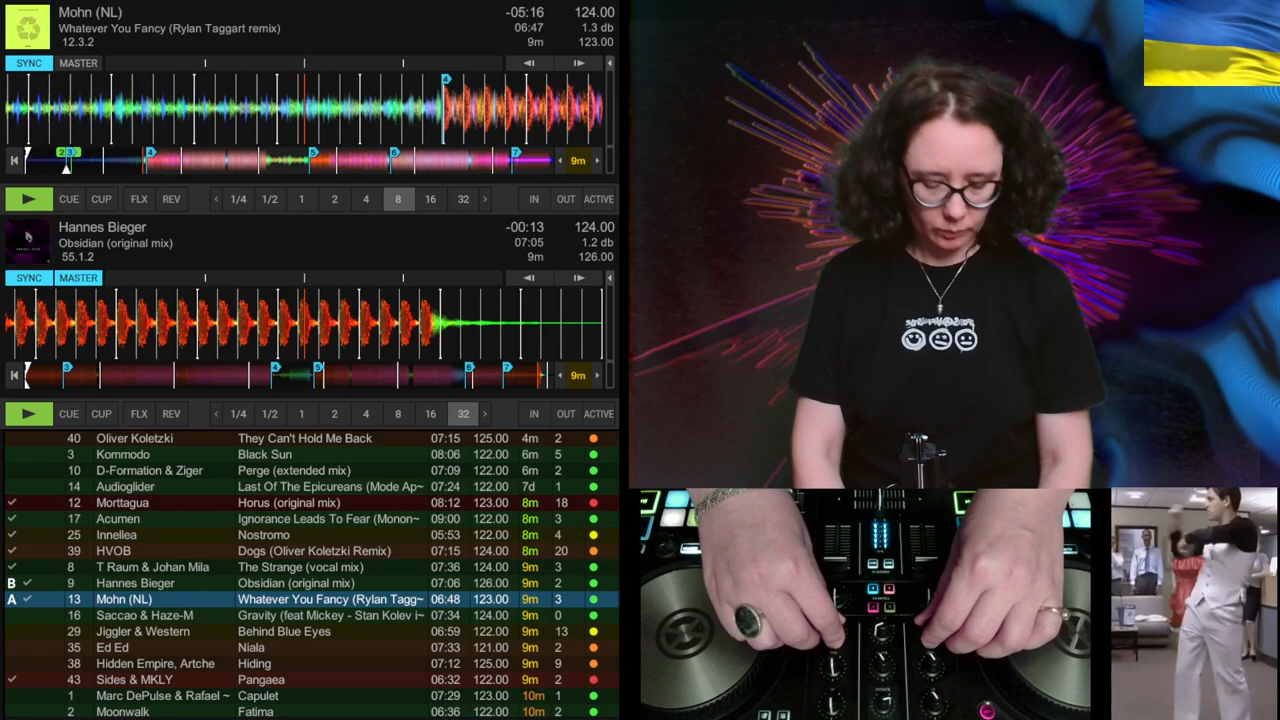 Mohn (NL) -05:16 124.00
Whatever You Fancy (Rylan Taggart remix) 06:47 1.3 db
12.3.2 9m 123.00
SYNC MASTER
4
2 3 4 5 6 7 9m
CUE CUP FLX REV < 1/4 1/2 1 2 4 8 16 32 > IN OUT ACTIVE
Hannes Bieger -00:13 124.00
Obsidian (original mix) 07:05 1.2 db
55.1.2 9m 126.00
SYNC MASTER
3 4 5 6 7 9m
CUE CUP FLX REV < 1/4 1/2 1 2 4 8 16 32 > IN OUT ACTIVE
40 Oliver Koletzki They Can't Hold Me Back 07:15 125.00 4m 2
3 Kommodo Black Sun 08:06 122.00 6m 5
10 D-Formation & Ziger Perge (extended mix) 07:09 122.00 6m 2
14 Audioglider Last Of The Epicureans (Mode Ap~ 07:24 122.00 7d 1
12 Morttagua Horus (original mix) 08:12 123.00 8m 18
17 Acumen Ignorance Leads To Fear (Monon~ 09:00 122.00 8m 3
25 Innellea Nostromo 05:53 122.00 8m 4
39 HVOB Dogs (Oliver Koletzki Remix) 07:15 124.00 8m 20
8 T Raum & Johan Mila The Strange (vocal mix) 07:36 124.00 9m 3
B 9 Hannes Bieger Obsidian (original mix) 07:06 126.00 9m 2
A 13 Mohn (NL) Whatever You Fancy (Rylan Tagg~ 06:48 123.00 9m 3
16 Saccao & Haze-M Gravity (feat Mickey - Stan Kolev i~ 07:34 124.00 9m 0
29 Jiggler & Western Behind Blue Eyes 06:59 122.00 9m 13
35 Ed Ed Niala 07:33 121.00 9m 2
38 Hidden Empire, Artche Hiding 07:12 125.00 9m 9
43 Sides & MKLY Pangaea 06:32 122.00 9m 2
1 Marc DePulse & Rafael ~ Capulet 07:29 123.00 10m 1
2 Moonwalk Fatima 06:36 122.00 10m 2